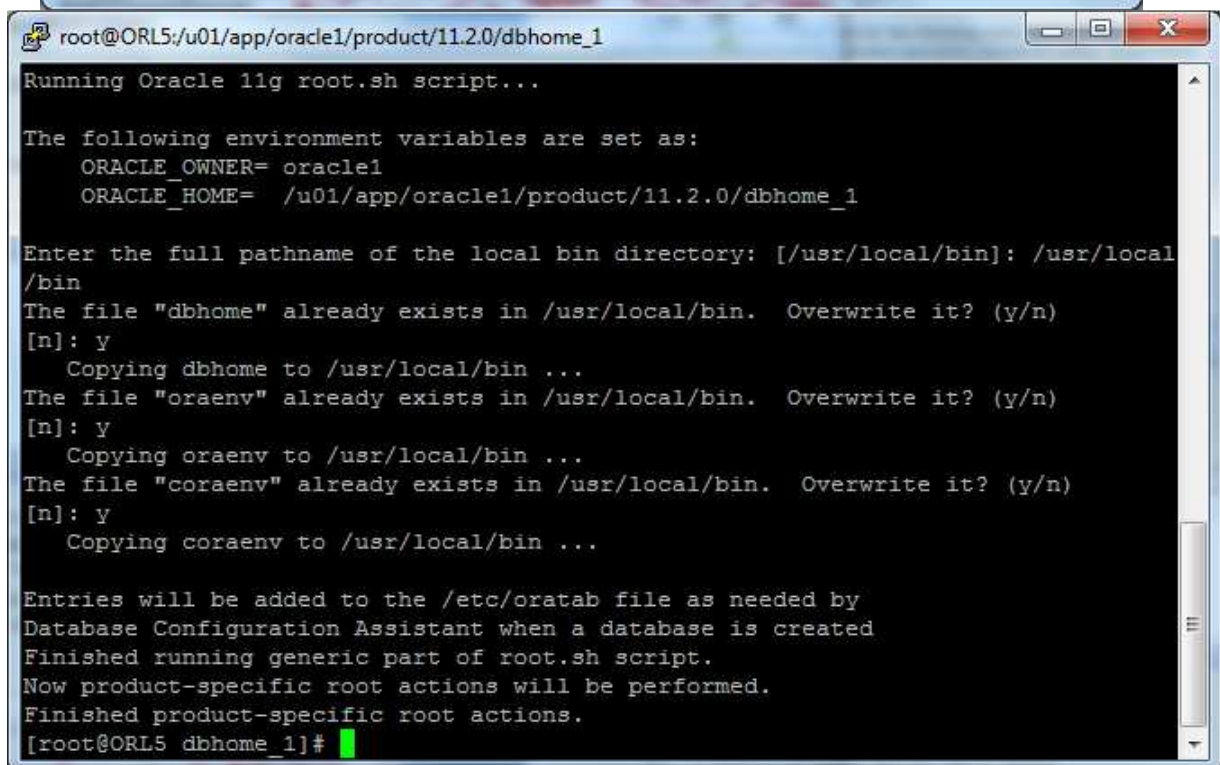 root@ORL5:/u01/app/oracle1/product/11.2.0/dbhome_1
Running Oracle 11g root.sh script...
The following environment variables are set as:
    ORACLE_OWNER= oracle1
    ORACLE_HOME=  /u01/app/oracle1/product/11.2.0/dbhome_1
Enter the full pathname of the local bin directory: [/usr/local/bin]: /usr/local
/bin
The file "dbhome" already exists in /usr/local/bin.  Overwrite it? (y/n)
[n]: y
   Copying dbhome to /usr/local/bin ...
The file "oraenv" already exists in /usr/local/bin.  Overwrite it? (y/n)
[n]: y
   Copying oraenv to /usr/local/bin ...
The file "coraenv" already exists in /usr/local/bin.  Overwrite it? (y/n)
[n]: y
   Copying coraenv to /usr/local/bin ...
Entries will be added to the /etc/oratab file as needed by
Database Configuration Assistant when a database is created
Finished running generic part of root.sh script.
Now product-specific root actions will be performed.
Finished product-specific root actions.
[root@ORL5 dbhome_1]#